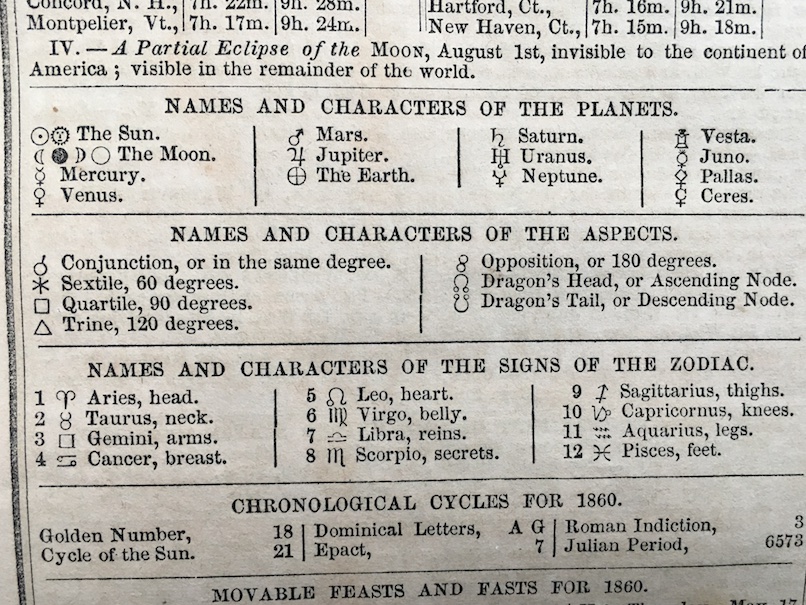 Concord, N. H., 7h. 22m. 9h. 28m. Hartford, Ct., 7h. 16m. 9h. 21m.
Montpelier, Vt., 7h. 17m. 9h. 24m. New Haven, Ct., 7h. 15m. 9h. 18m.
IV.—A Partial Eclipse of the MOON, August 1st, invisible to the continent of
America; visible in the remainder of the world.
NAMES AND CHARACTERS OF THE PLANETS.
☉ The Sun.
☾ ● ☽ ○ The Moon.
☿ Mercury.
♀ Venus.
♂ Mars.
♃ Jupiter.
⊕ The Earth.
♄ Saturn.
♅ Uranus.
♆ Neptune.
⚶ Vesta.
⚵ Juno.
⚴ Pallas.
⚳ Ceres.
NAMES AND CHARACTERS OF THE ASPECTS.
☌ Conjunction, or in the same degree.
⚹ Sextile, 60 degrees.
□ Quartile, 90 degrees.
△ Trine, 120 degrees.
☍ Opposition, or 180 degrees.
☊ Dragon's Head, or Ascending Node.
☋ Dragon's Tail, or Descending Node.
NAMES AND CHARACTERS OF THE SIGNS OF THE ZODIAC.
1 ♈ Aries, head.
2 ♉ Taurus, neck.
3 ♊ Gemini, arms.
4 ♋ Cancer, breast.
5 ♌ Leo, heart.
6 ♍ Virgo, belly.
7 ♎ Libra, reins.
8 ♏ Scorpio, secrets.
9 ♐ Sagittarius, thighs.
10 ♑ Capricornus, knees.
11 ♒ Aquarius, legs.
12 ♓ Pisces, feet.
CHRONOLOGICAL CYCLES FOR 1860.
Golden Number, 18 Dominical Letters, A G Roman Indiction, 3
Cycle of the Sun. 21 Epact, 7 Julian Period, 6573
MOVABLE FEASTS AND FASTS FOR 1860.
May 17